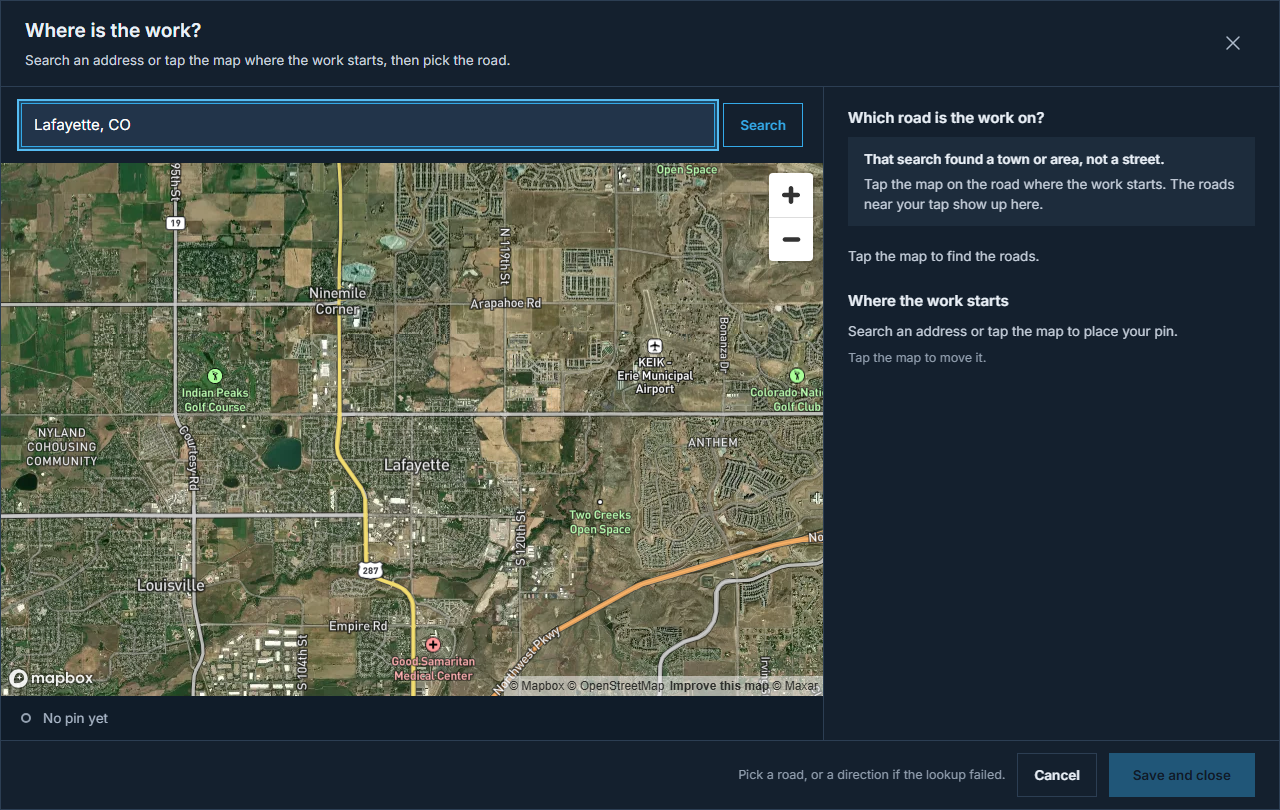 Where is the work?
Search an address or tap the map where the work starts, then pick the road.
Lafayette, CO
Search
95th St
19
Open Space
N 119th St
Ninemile
Corner
Arapahoe Rd
Bonanza Dr
KEIK -
Erie Municipal
Airport
Indian Peaks
Golf Course
Colorado Nati
Golf Club
NYLAND
COHOUSING
COMMUNITY
Courtesy Rd
Lafayette
ANTHEM
Two Creeks
Open Space
S 120th St
No
287
Louisville
Empire Rd
S 104th St
Good Samaritan
Medical Center
Northwest Pkwy
Irvin
mapbox
© Mapbox © OpenStreetMap Improve this map © Maxar
No pin yet
Which road is the work on?
That search found a town or area, not a street.
Tap the map on the road where the work starts. The roads
near your tap show up here.
Tap the map to find the roads.
Where the work starts
Search an address or tap the map to place your pin.
Tap the map to move it.
Pick a road, or a direction if the lookup failed.
Cancel
Save and close